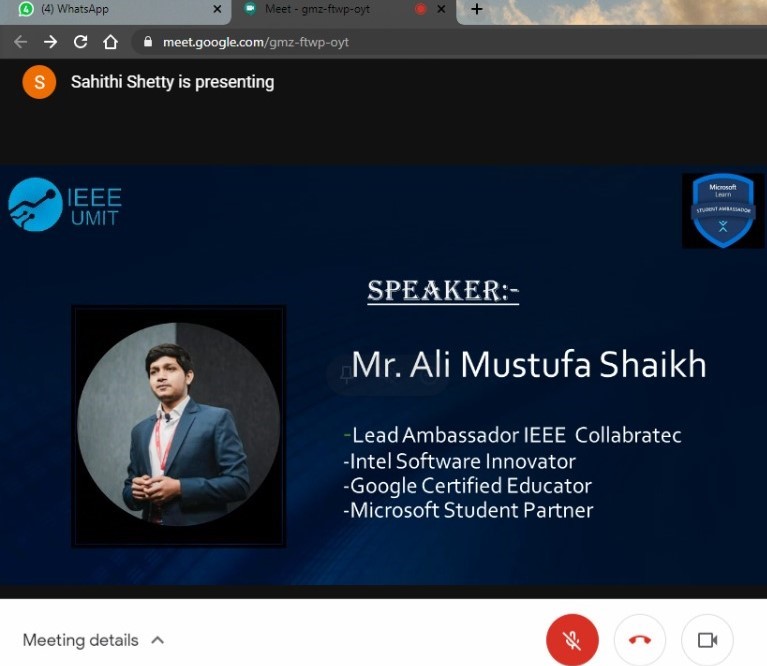 (4) WhatsApp
Meet - gmz-ftwp-oyt
meet.google.com/gmz-ftwp-oyt
S
Sahithi Shetty is presenting
IEEE
UMIT
Microsoft
Learn
STUDENT AMBASSADOR
SPEAKER:-
Mr. Ali Mustufa Shaikh
-Lead Ambassador IEEE Collabratec
-Intel Software Innovator
-Google Certified Educator
-Microsoft Student Partner
Meeting details